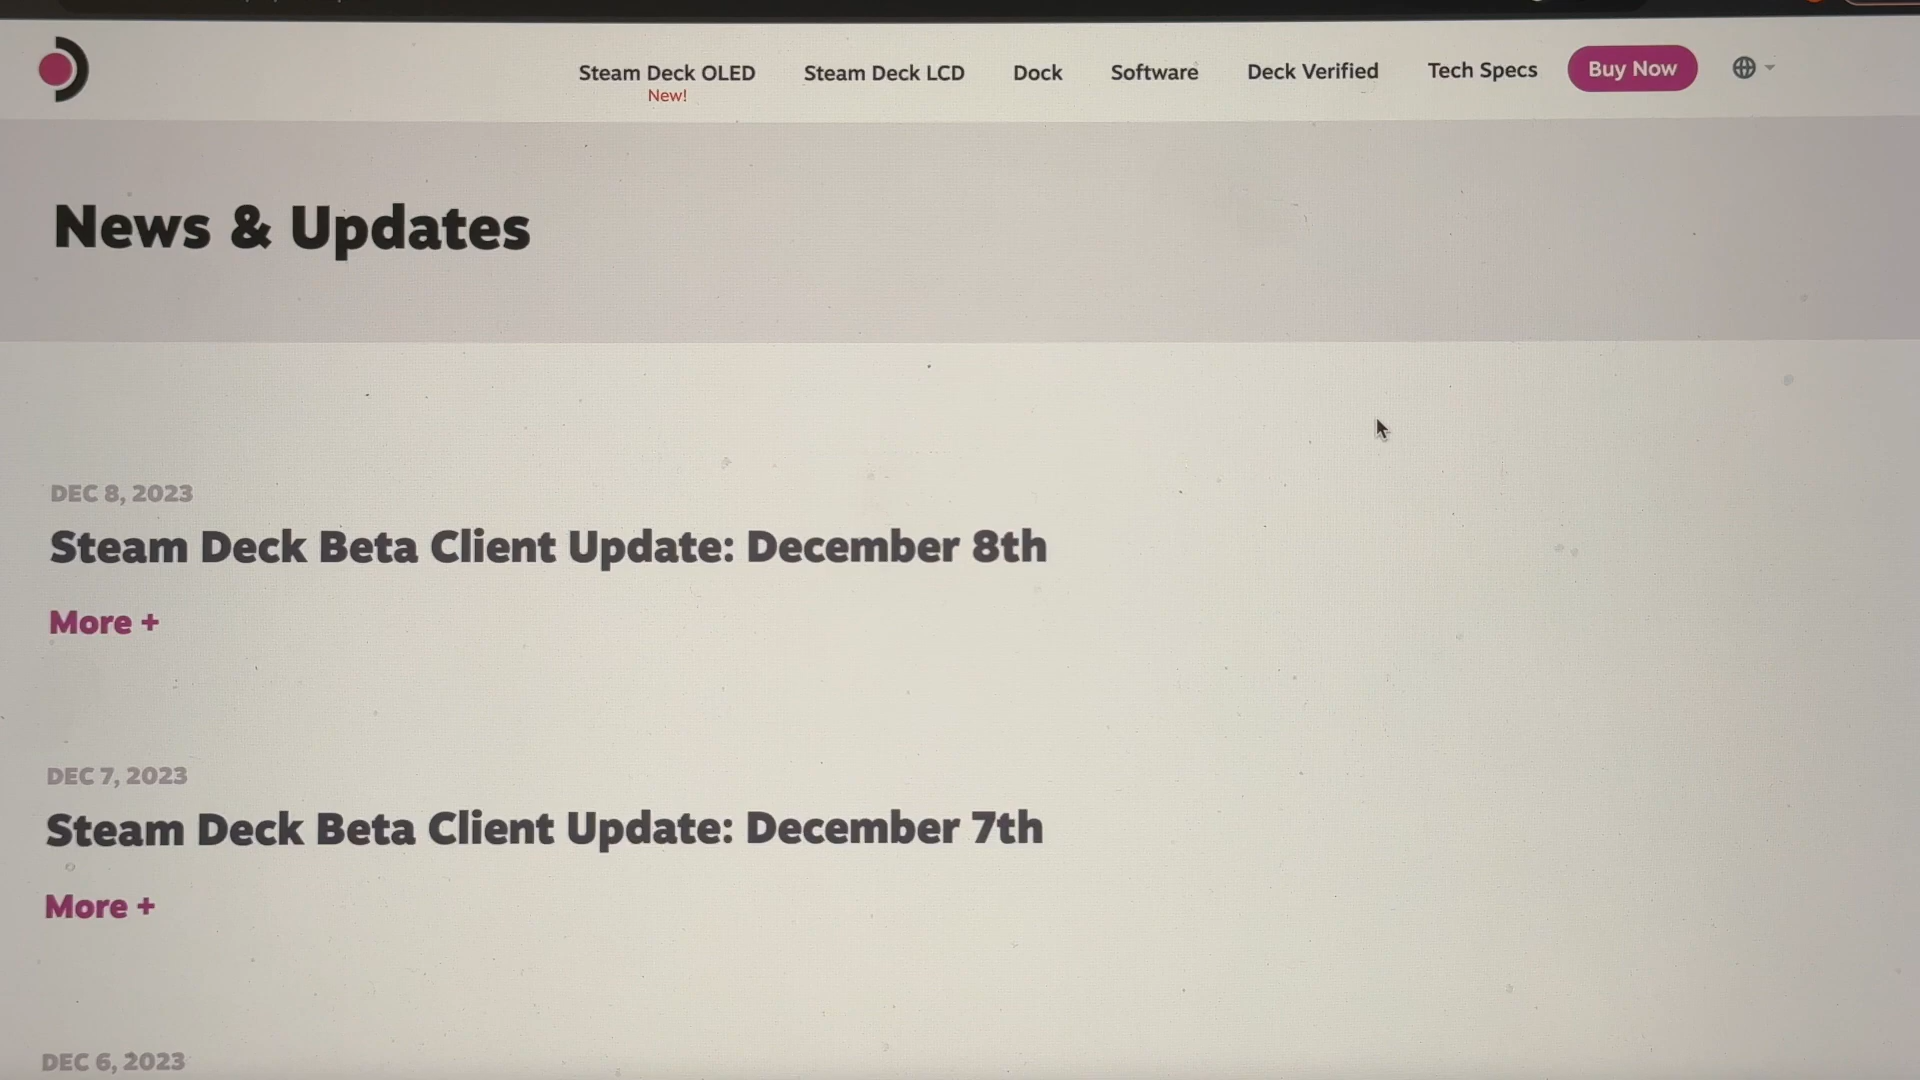 Steam Deck OLED
New!
Steam Deck LCD
Dock
Software
Deck Verified
Tech Specs
Buy Now
News & Updates
DEC 8, 2023
Steam Deck Beta Client Update: December 8th
More +
DEC 7, 2023
Steam Deck Beta Client Update: December 7th
More +
DEC 6, 2023